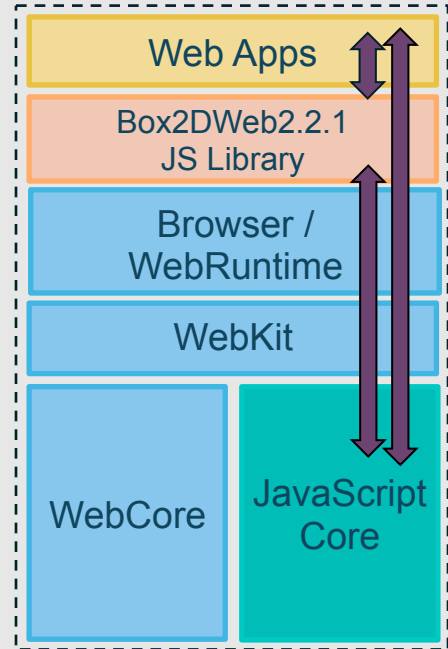 Web Apps
Box2DWeb2.2.1
JS Library
Browser /
WebRuntime
WebKit
WebCore
JavaScript
Core